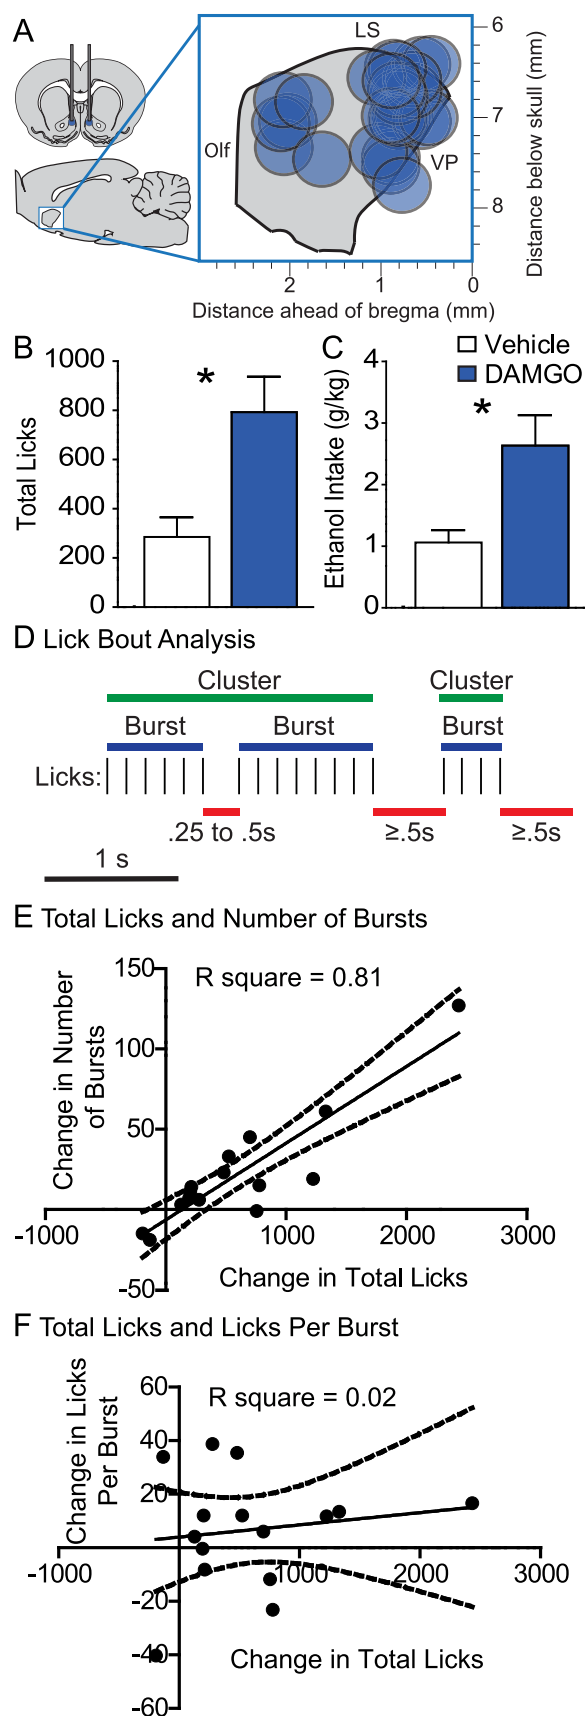 A
LS
Olf
VP
6
7
8
Distance below skull (mm)
2
1
0
Distance ahead of bregma (mm)
B
C
Vehicle
DAMGO
1000
800
600
400
200
0
Total Licks
*
4
3
2
1
0
Ethanol Intake (g/kg)
*
D Lick Bout Analysis
Cluster
Cluster
Burst
Burst
Burst
Licks:
.25 to .5s
≥.5s
≥.5s
1 s
E Total Licks and Number of Bursts
R square = 0.81
150
100
50
-50
Change in Number
of Bursts
-1000
1000
2000
3000
Change in Total Licks
F Total Licks and Licks Per Burst
R square = 0.02
60
40
20
-20
-40
-60
Change in Licks
Per Burst
-1000
1000
2000
3000
Change in Total Licks